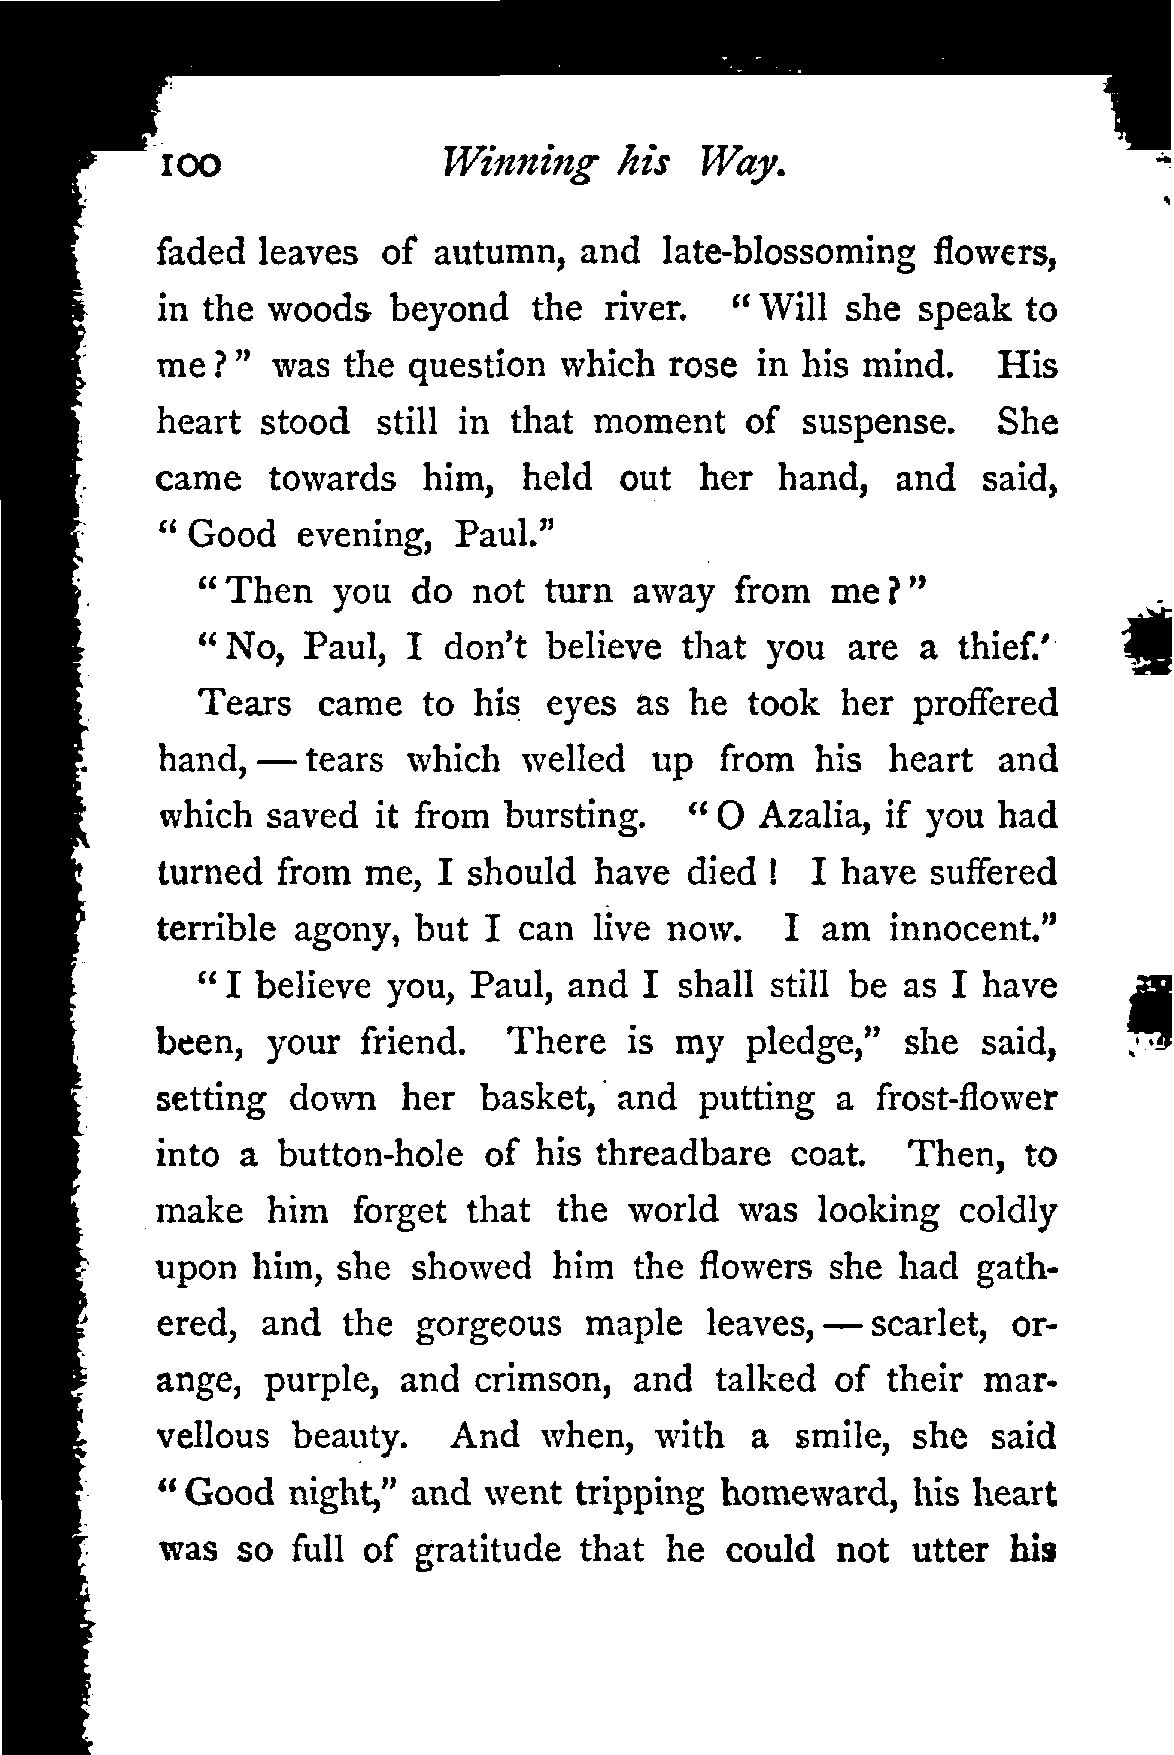 100 Winning his Way.
faded leaves of autumn, and late-blossoming flowers,
in the woods beyond the river. "Will she speak to
me?" was the question which rose in his mind. His
heart stood still in that moment of suspense. She
came towards him, held out her hand, and said,
"Good evening, Paul."
"Then you do not turn away from me?"
"No, Paul, I don't believe that you are a thief.'
Tears came to his eyes as he took her proffered
hand, — tears which welled up from his heart and
which saved it from bursting. "O Azalia, if you had
turned from me, I should have died! I have suffered
terrible agony, but I can live now. I am innocent."
"I believe you, Paul, and I shall still be as I have
been, your friend. There is my pledge," she said,
setting down her basket, and putting a frost-flower
into a button-hole of his threadbare coat. Then, to
make him forget that the world was looking coldly
upon him, she showed him the flowers she had gath-
ered, and the gorgeous maple leaves, — scarlet, or-
ange, purple, and crimson, and talked of their mar-
vellous beauty. And when, with a smile, she said
"Good night," and went tripping homeward, his heart
was so full of gratitude that he could not utter his